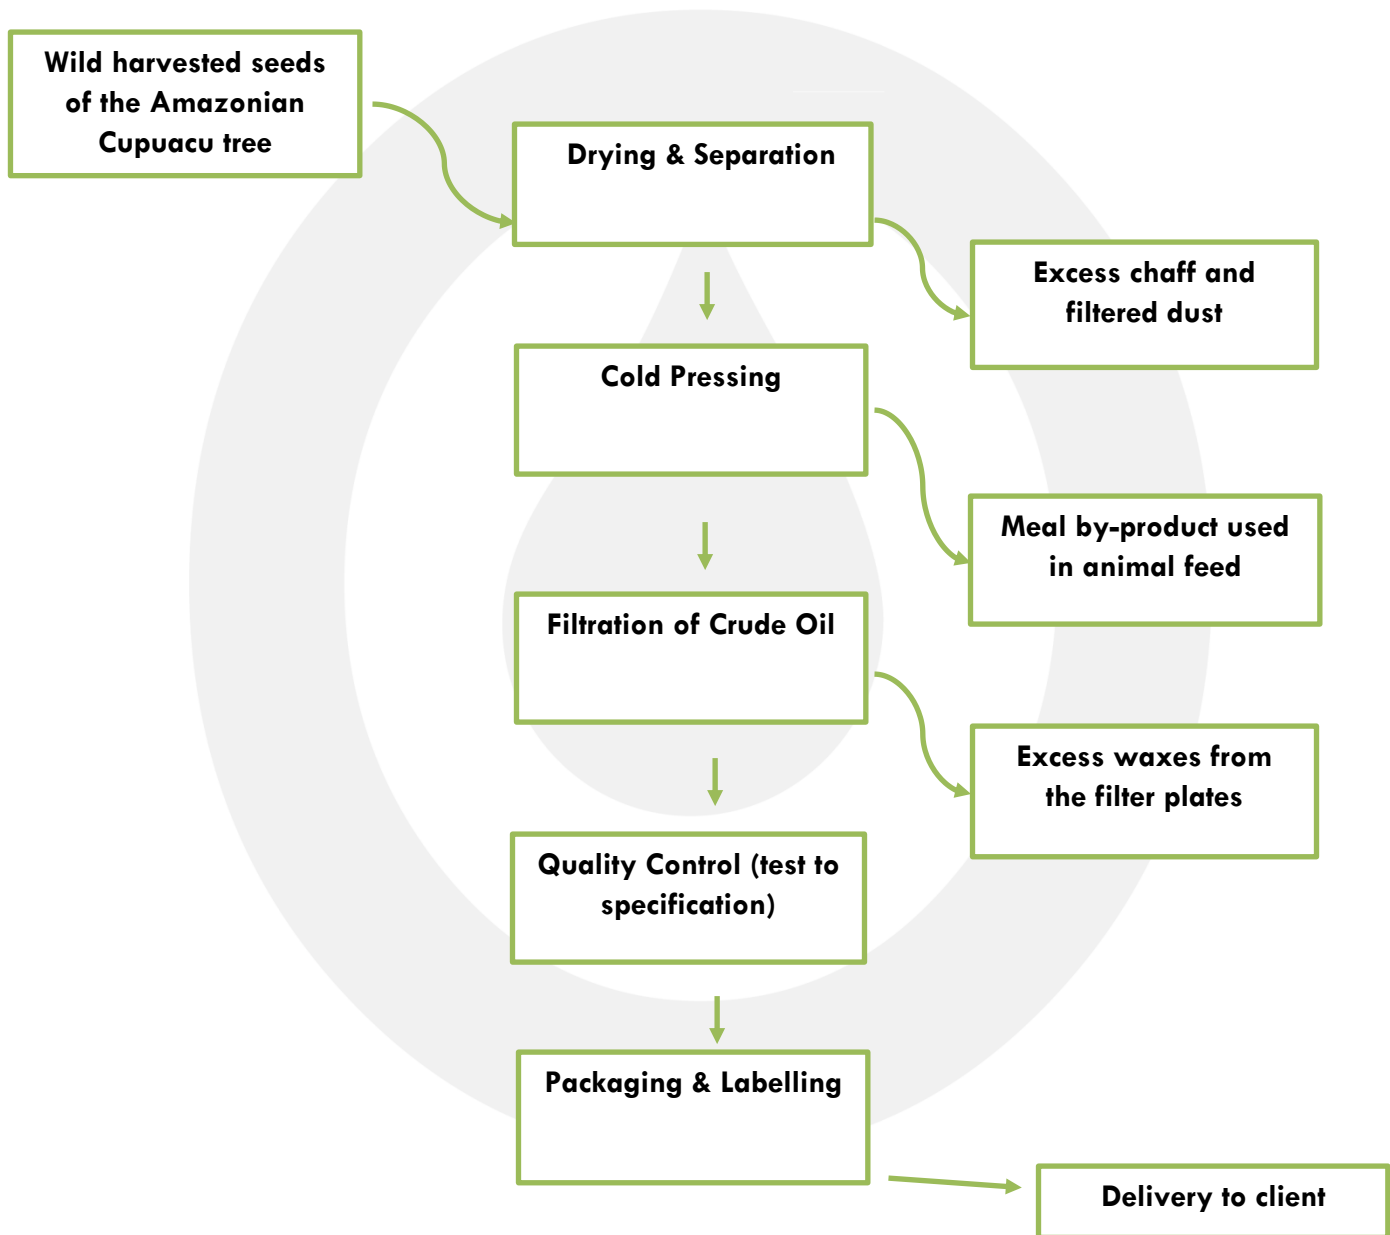 Wild harvested seeds
of the Amazonian
Cupuacu tree
Drying & Separation
Excess chaff and
filtered dust
Cold Pressing
Meal by-product used
in animal feed
Filtration of Crude Oil
Excess waxes from
the filter plates
Quality Control (test to
specification)
Packaging & Labelling
Delivery to client